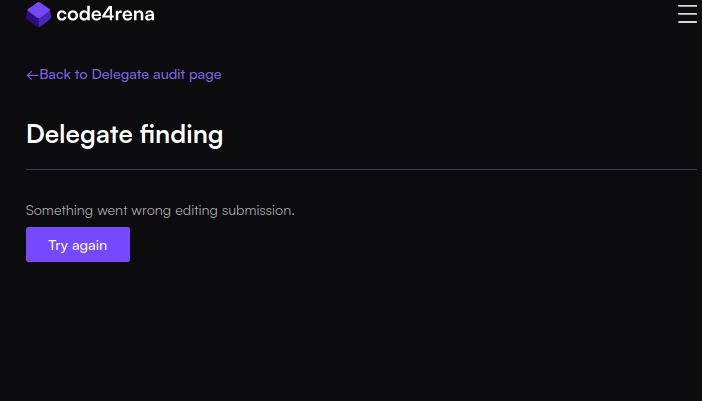 code4rena
←Back to Delegate audit page
Delegate finding
Something went wrong editing submission.
Try again